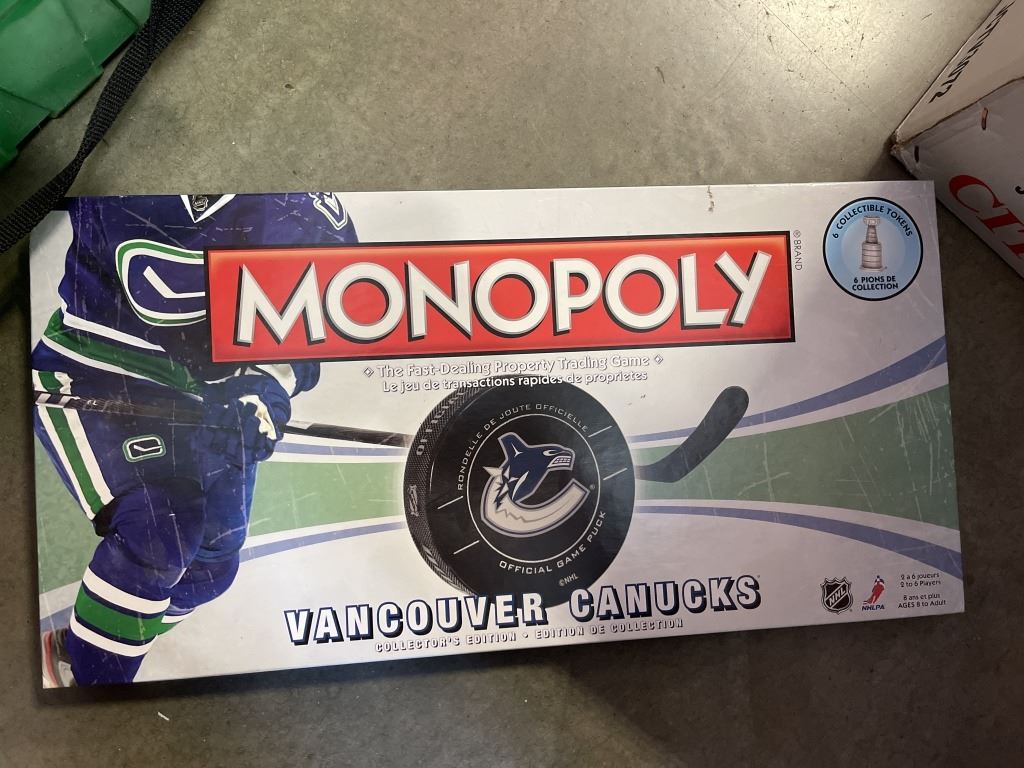 6 COLLECTIBLE TOKENS
6 PIONS DE
COLLECTION
MONOPOLY
® BRAND
The Fast-Dealing Property Trading Game
Le jeu de transactions rapides de proprietes
RONDELLE DE JOUTE OFFICIELLE
®
OFFICIAL GAME PUCK
©NHL
VANCOUVER CANUCKS
COLLECTOR'S EDITION • EDITION DE COLLECTION
NHL
NHLPA
2 a 6 joueurs
2 to 6 Players
8 ans et plus
AGES 8 to Adult